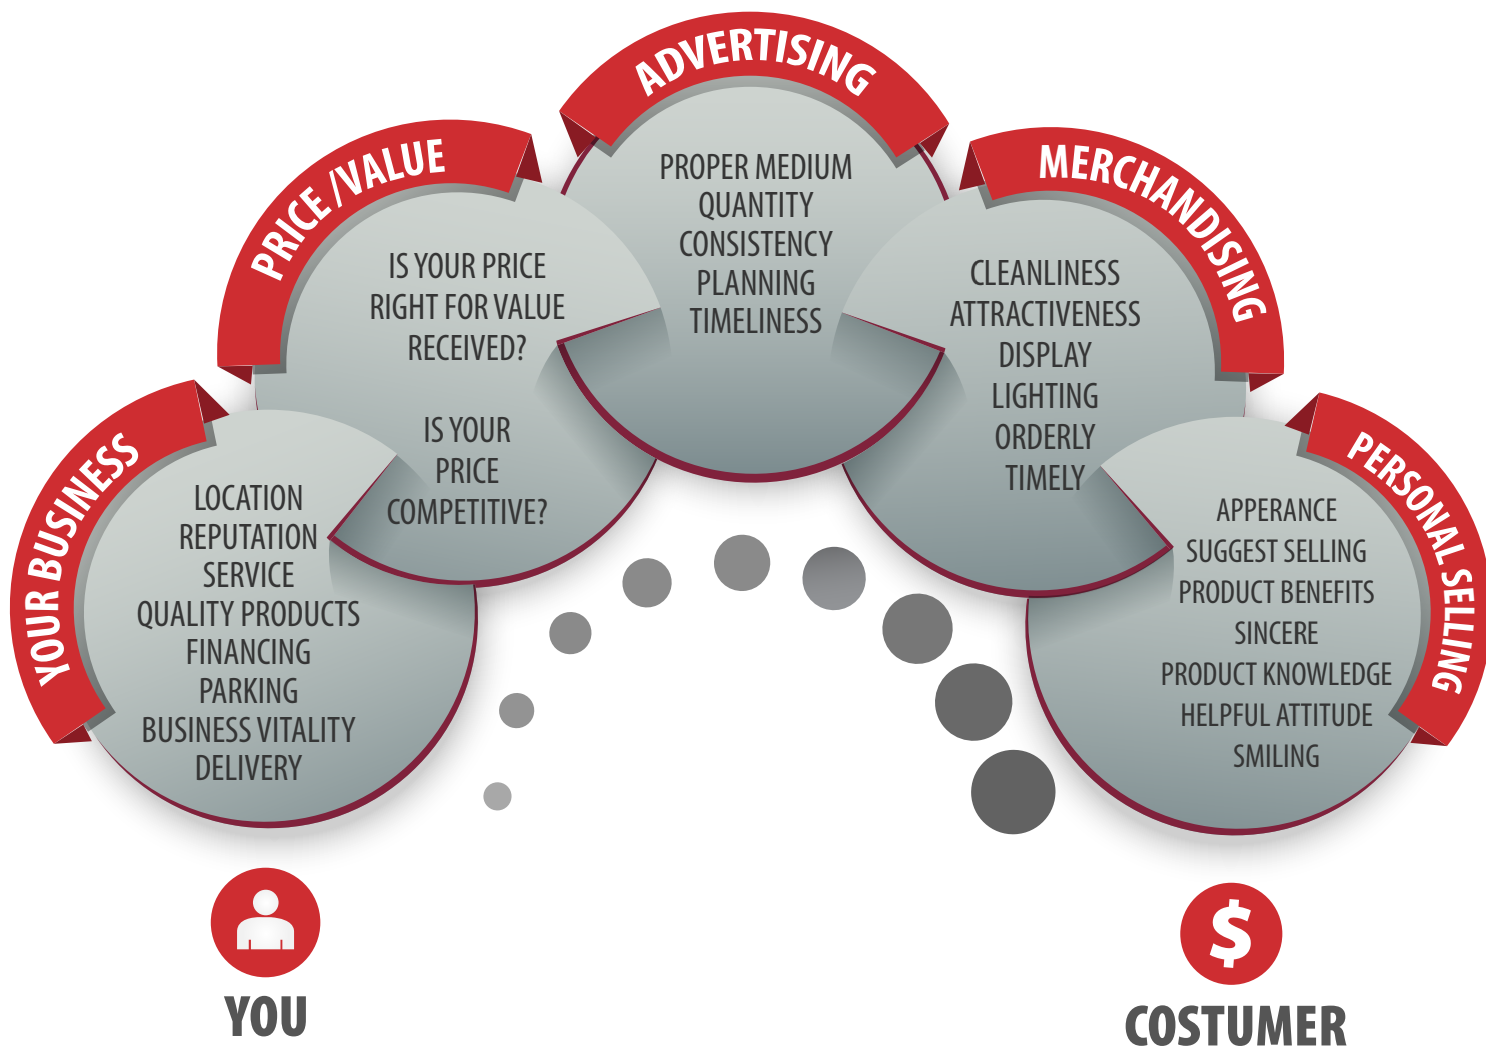 YOUR BUSINESS
LOCATION
REPUTATION
SERVICE
QUALITY PRODUCTS
FINANCING
PARKING
BUSINESS VITALITY
DELIVERY
PRICE /VALUE
IS YOUR PRICE
RIGHT FOR VALUE
RECEIVED?
IS YOUR
PRICE
COMPETITIVE?
ADVERTISING
PROPER MEDIUM
QUANTITY
CONSISTENCY
PLANNING
TIMELINESS
MERCHANDISING
CLEANLINESS
ATTRACTIVENESS
DISPLAY
LIGHTING
ORDERLY
TIMELY
PERSONAL SELLING
APPERANCE
SUGGEST SELLING
PRODUCT BENEFITS
SINCERE
PRODUCT KNOWLEDGE
HELPFUL ATTITUDE
SMILING
YOU
$
COSTUMER